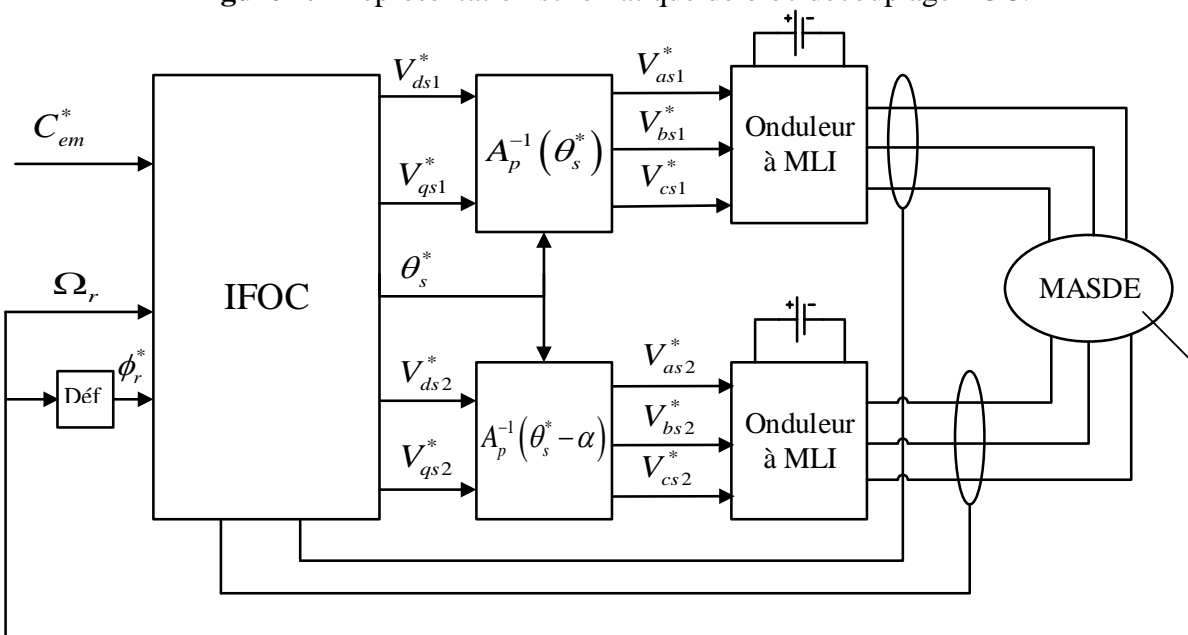 C*em
Ωr
Déf
ϕ*r
IFOC
V*ds1
V*qs1
θ*s
V*ds2
V*qs2
A_p^-1(θ*s)
A_p^-1(θ*s − α)
V*as1
V*bs1
V*cs1
V*as2
V*bs2
V*cs2
+ -
Onduleur
à MLI
+ -
Onduleur
à MLI
MASDE